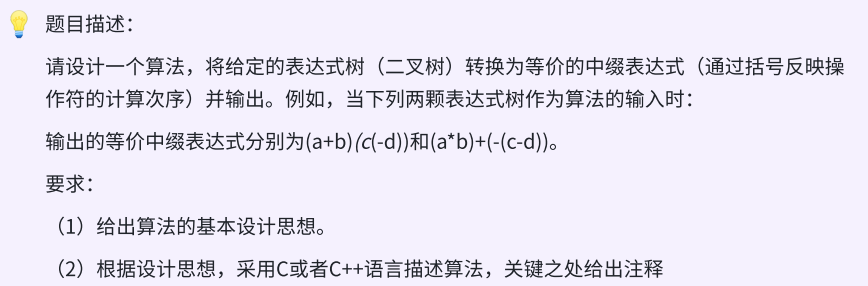 题目描述：
请设计一个算法，将给定的表达式树（二叉树）转换为等价的中缀表达式（通过括号反映操
作符的计算次序）并输出。例如，当下列两颗表达式树作为算法的输入时：
输出的等价中缀表达式分别为(a+b)(c(-d))和(a*b)+(-(c-d))。
要求：
（1）给出算法的基本设计思想。
（2）根据设计思想，采用C或者C++语言描述算法，关键之处给出注释